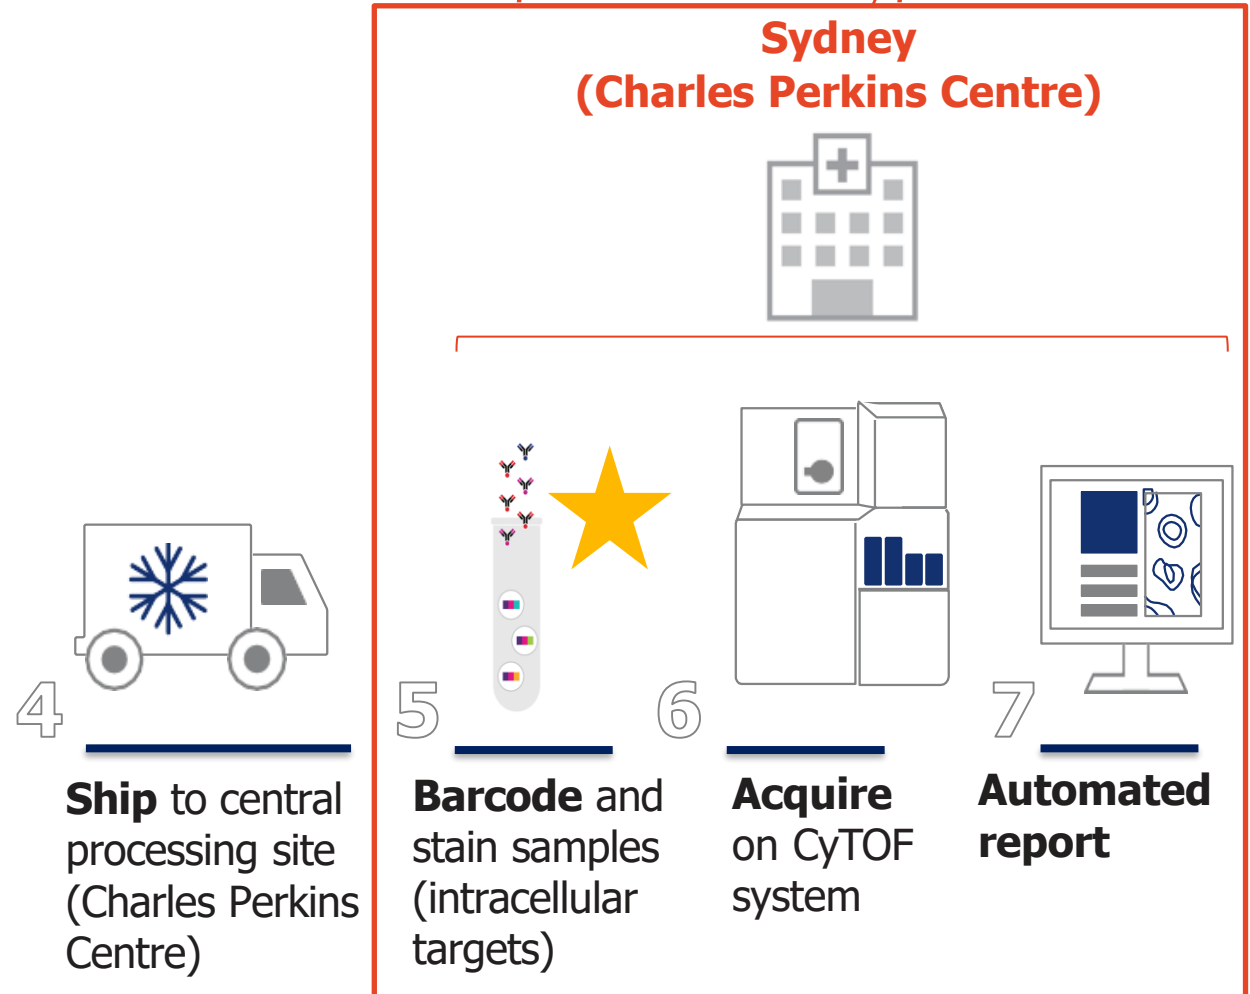 Sydney
(Charles Perkins Centre)
4
5
6
7
Ship to central
processing site
(Charles Perkins
Centre)
Barcode and
stain samples
(intracellular
targets)
Acquire
on CyTOF
system
Automated
report